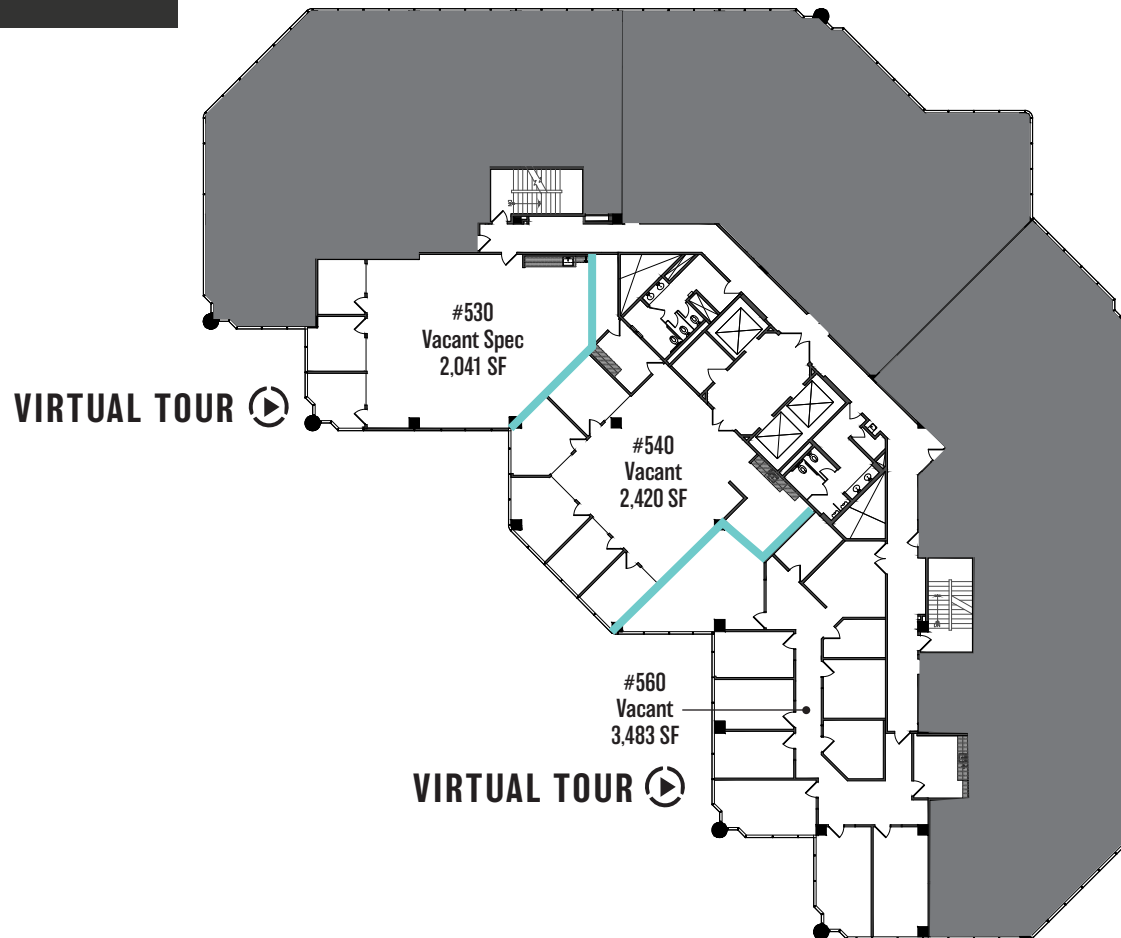 #530
Vacant Spec
2,041 SF
VIRTUAL TOUR
#540
Vacant
2,420 SF
#560
Vacant
3,483 SF
VIRTUAL TOUR